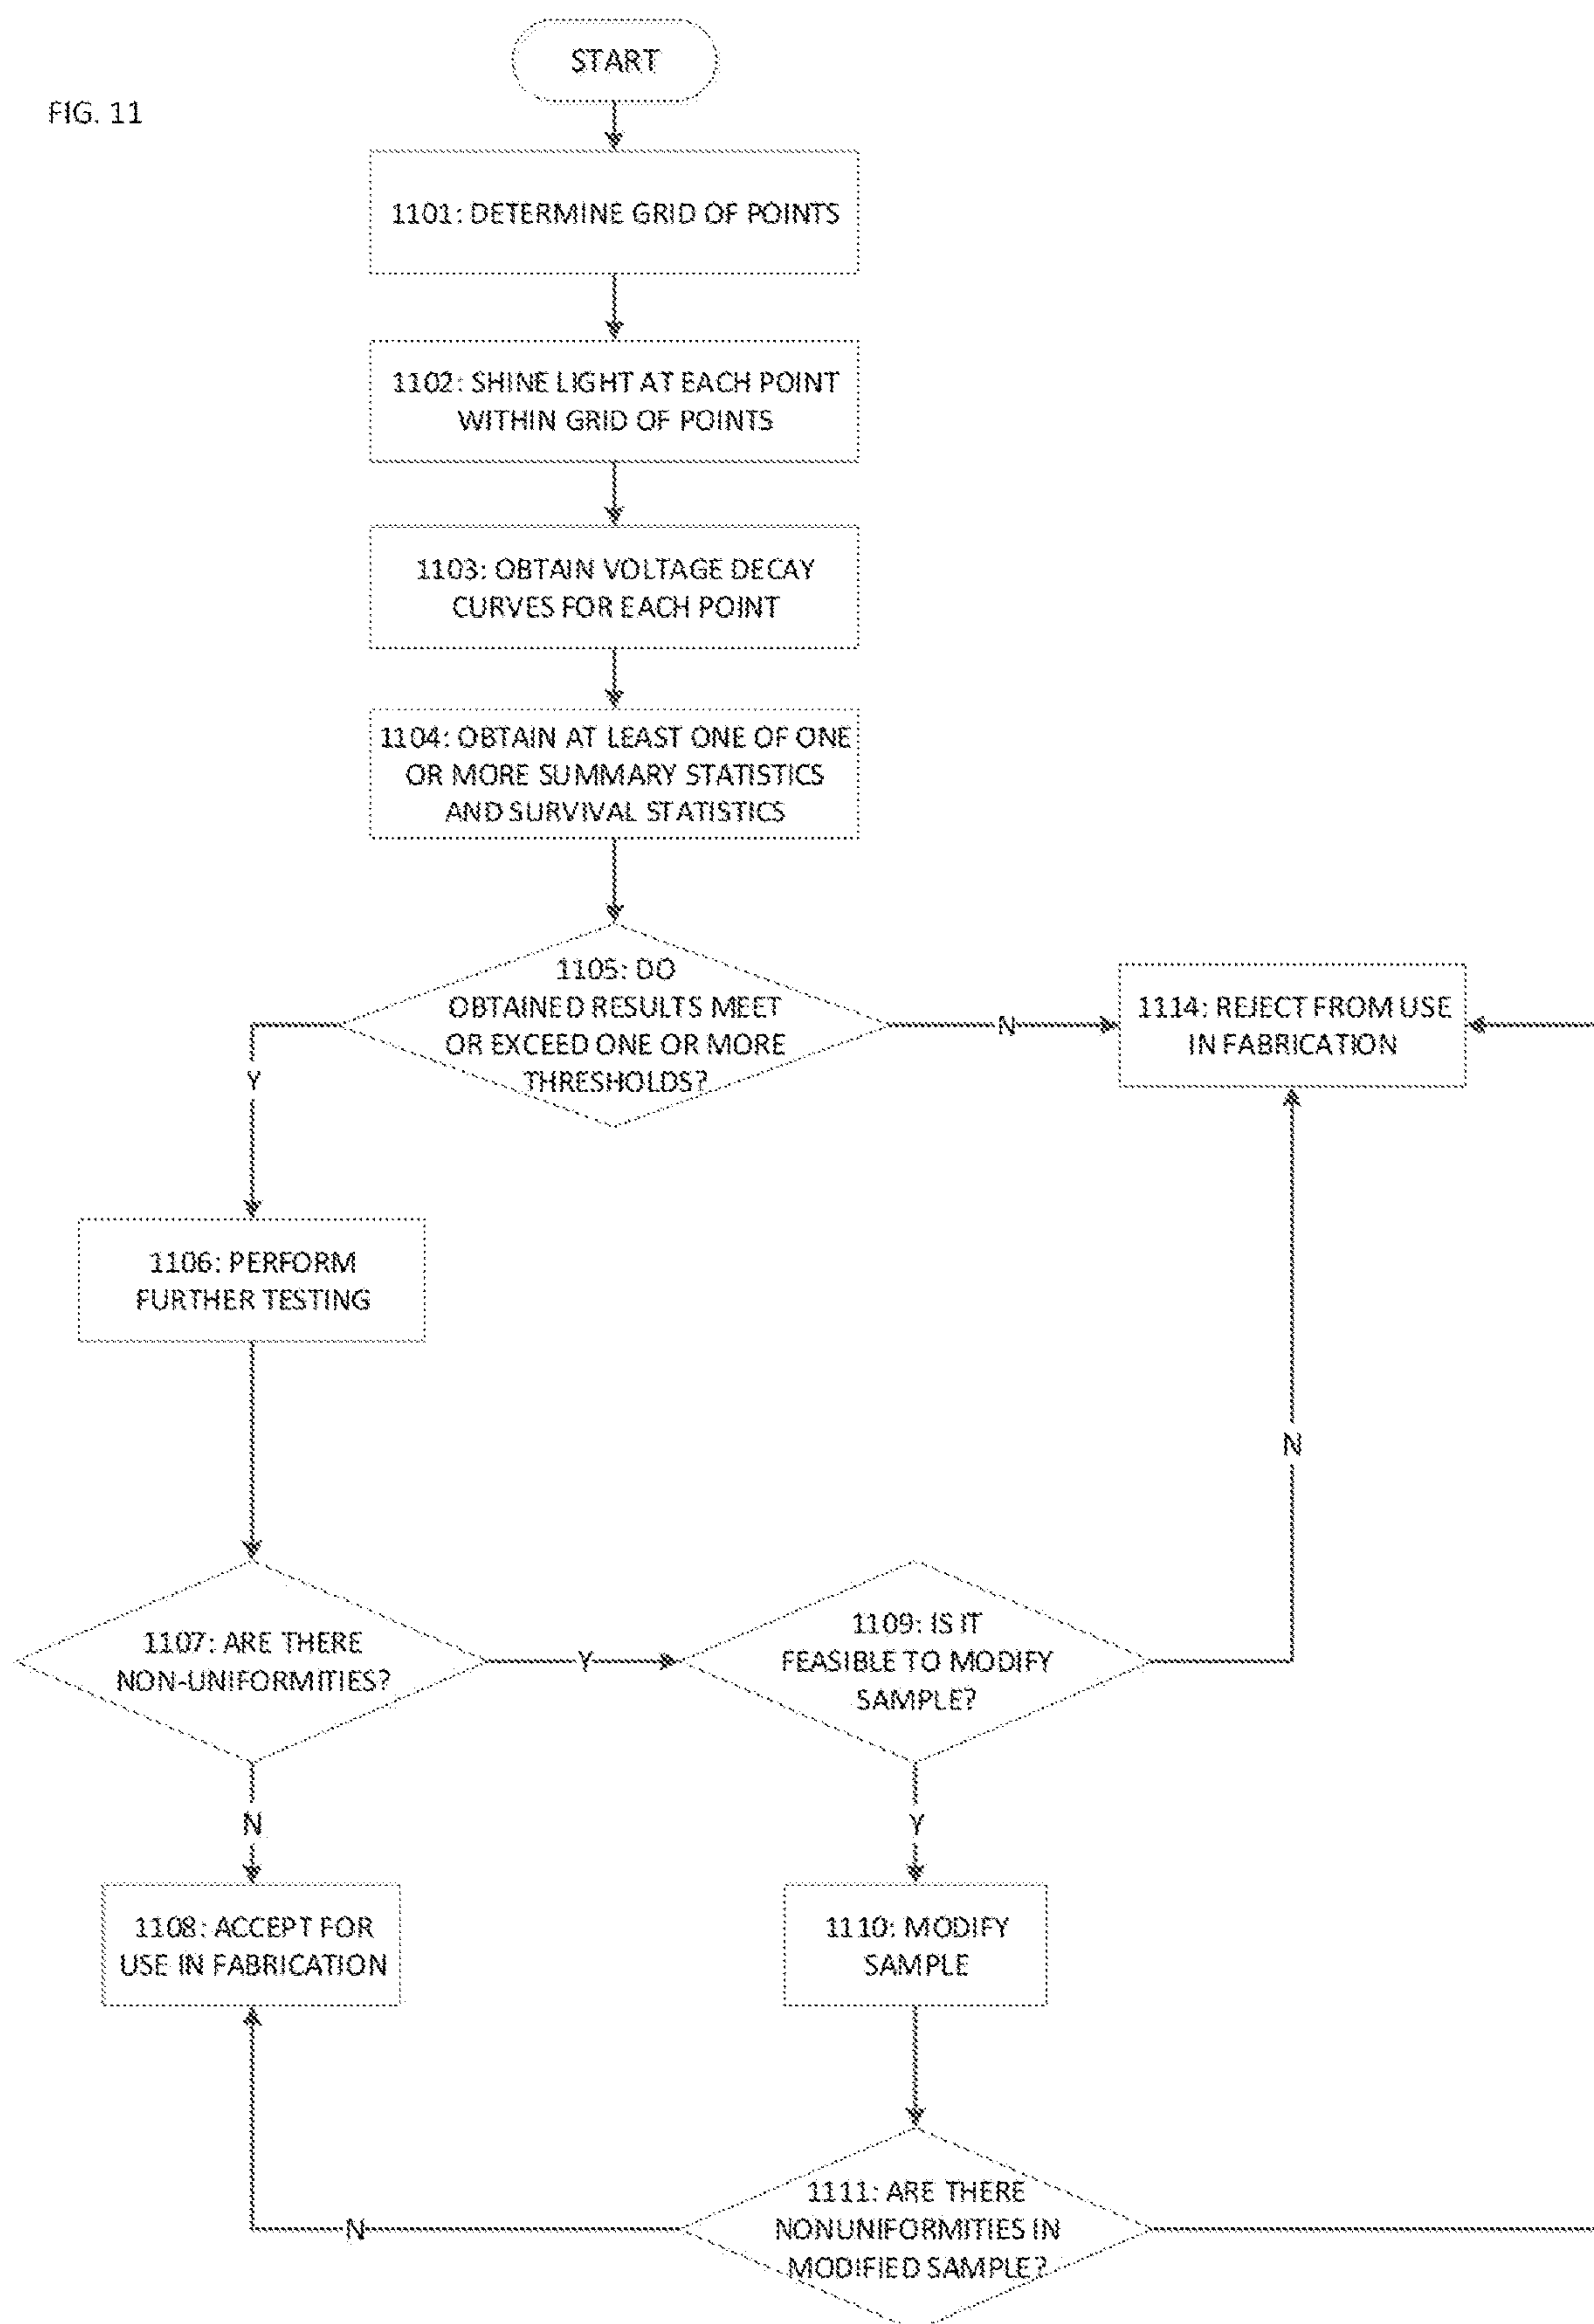 START
FIG. 11
1101: DETERMINE GRID OF POINTS
1102: SHINE LIGHT AT EACH POINT
WITHIN GRID OF POINTS
1103: OBTAIN VOLTAGE DECAY
CURVES FOR EACH POINT
1104: OBTAIN AT LEAST ONE OF ONE
OR MORE SUMMARY STATISTICS
AND SURVIVAL STATISTICS
1105: DO
OBTAINED RESULTS MEET
OR EXCEED ONE OR MORE
THRESHOLDS?
N
1114: REJECT FROM USE
IN FABRICATION
Y
1106: PERFORM
FURTHER TESTING
N
1107: ARE THERE
NON-UNIFORMITIES?
Y
1109: IS IT
FEASIBLE TO MODIFY
SAMPLE?
N
Y
1108: ACCEPT FOR
USE IN FABRICATION
1110: MODIFY
SAMPLE
1111: ARE THERE
NONUNIFORMITIES IN
MODIFIED SAMPLE?
N